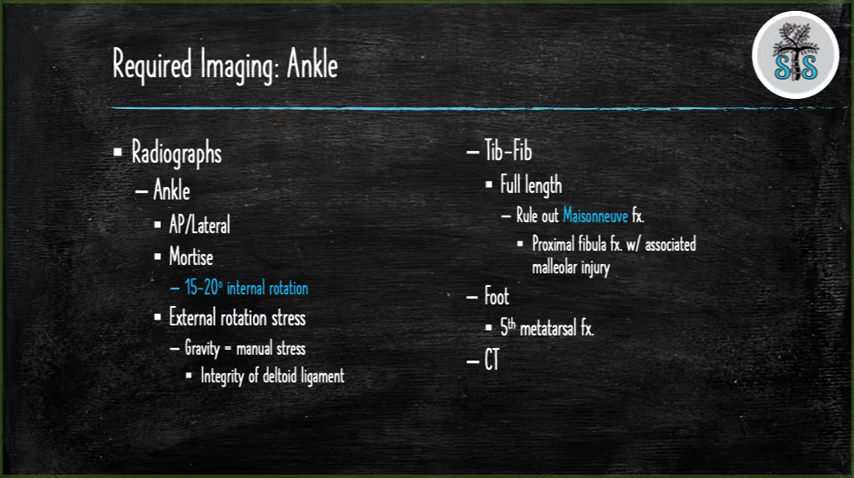 Required Imaging: Ankle
STS
▪ Radiographs
– Ankle
▪ AP/Lateral
▪ Mortise
– 15-20° internal rotation
▪ External rotation stress
– Gravity = manual stress
▪ Integrity of deltoid ligament
– Tib-Fib
▪ Full length
– Rule out Maisonneuve fx.
▪ Proximal fibula fx. w/ associated
malleolar injury
– Foot
▪ 5th metatarsal fx.
– CT